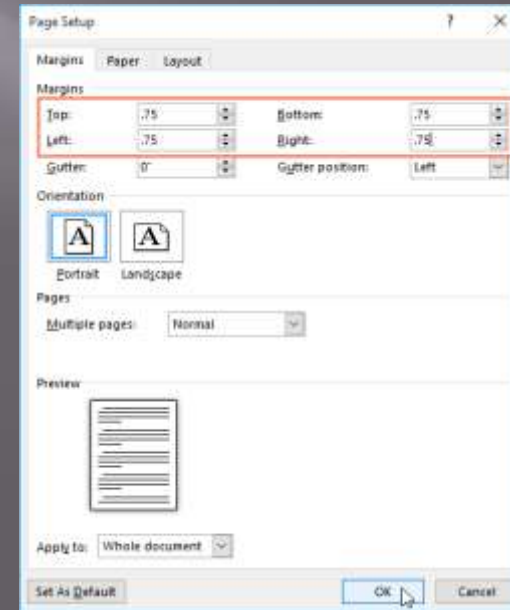 Page Setup ? ×
Margins Paper Layout
Margins
Top: .75 Bottom: .75
Left: .75 Right: .75
Gutter: 0" Gutter position: Left
Orientation
A A
Portrait Landscape
Pages
Multiple pages: Normal
Preview
Apply to: Whole document
Set As Default OK Cancel